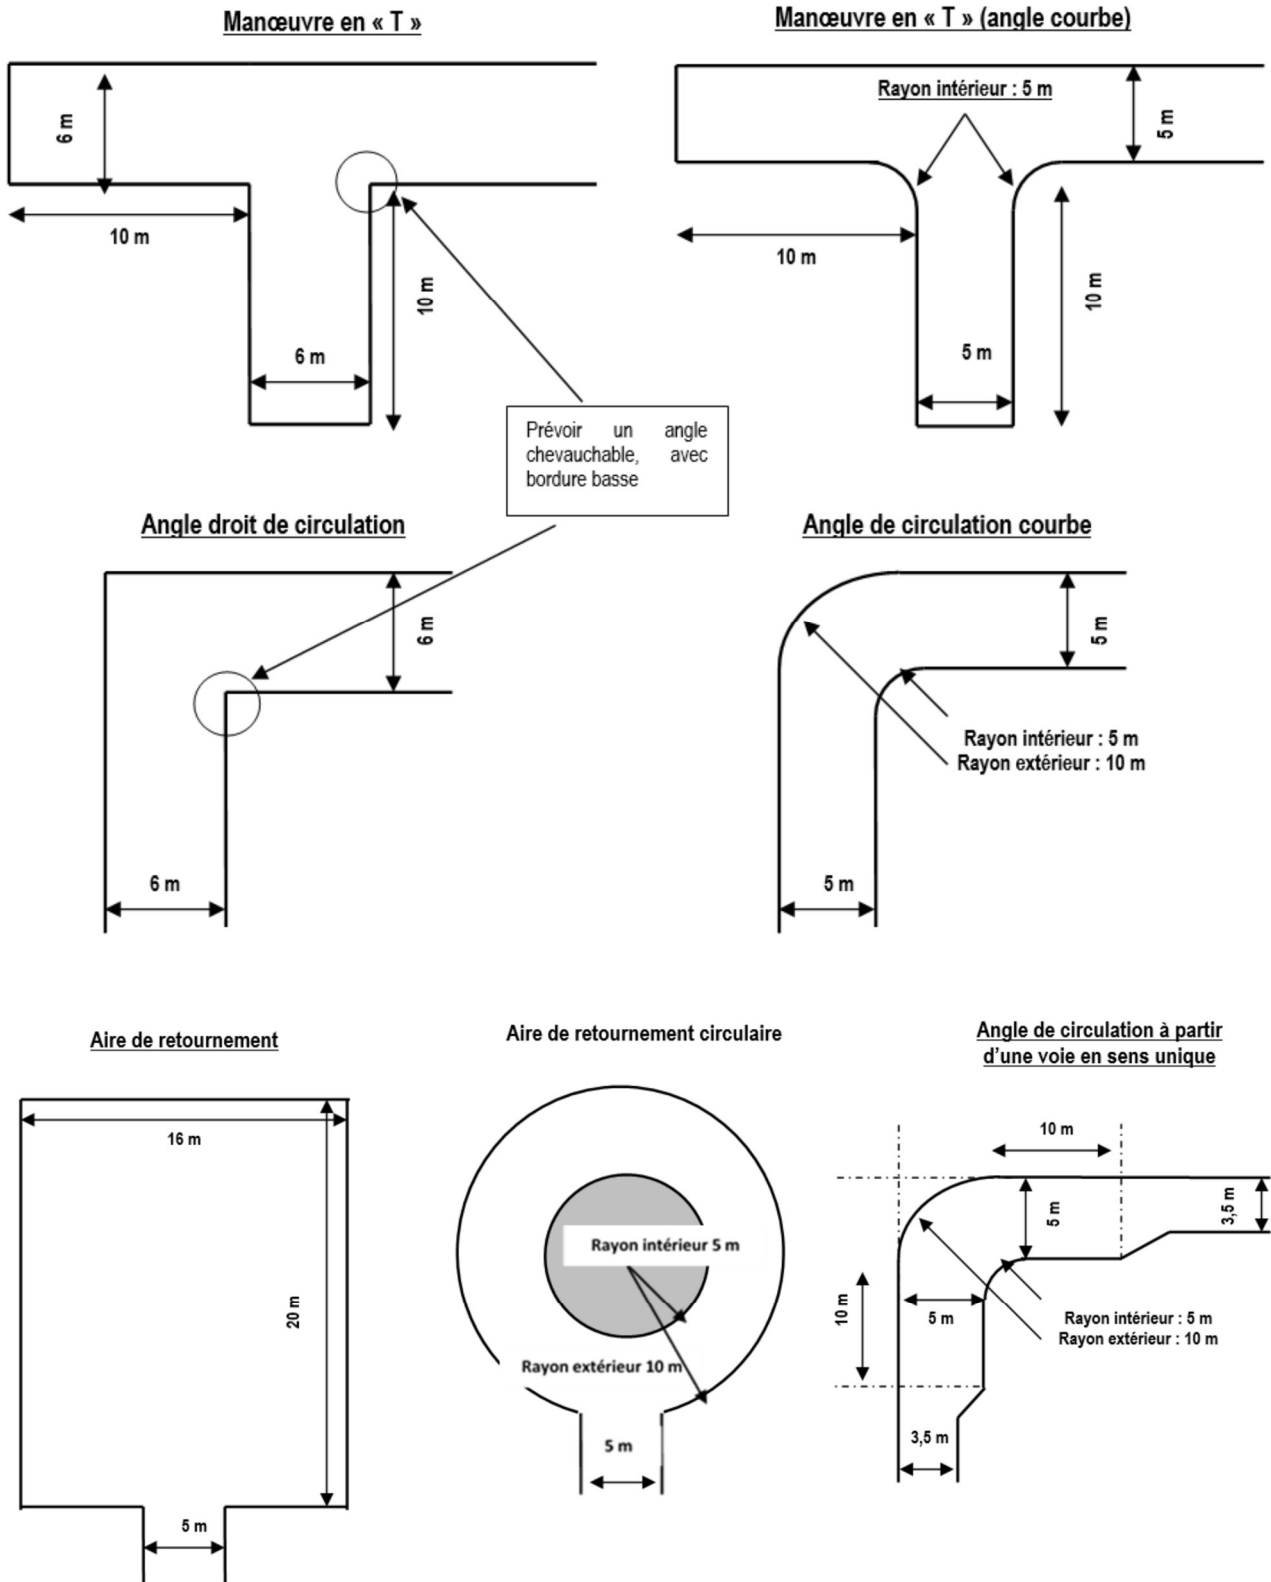 Manœuvre en « T »
Manœuvre en « T » (angle courbe)
6 m
10 m
10 m
6 m
Rayon intérieur : 5 m
5 m
10 m
10 m
5 m
Prévoir un angle
chevauchable, avec
bordure basse
Angle droit de circulation
6 m
6 m
Angle de circulation courbe
5 m
Rayon intérieur : 5 m
Rayon extérieur : 10 m
5 m
Aire de retournement
16 m
20 m
5 m
Aire de retournement circulaire
Rayon intérieur 5 m
Rayon extérieur 10 m
5 m
Angle de circulation à partir
d'une voie en sens unique
10 m
5 m
3,5 m
10 m
5 m
Rayon intérieur : 5 m
Rayon extérieur : 10 m
3,5 m